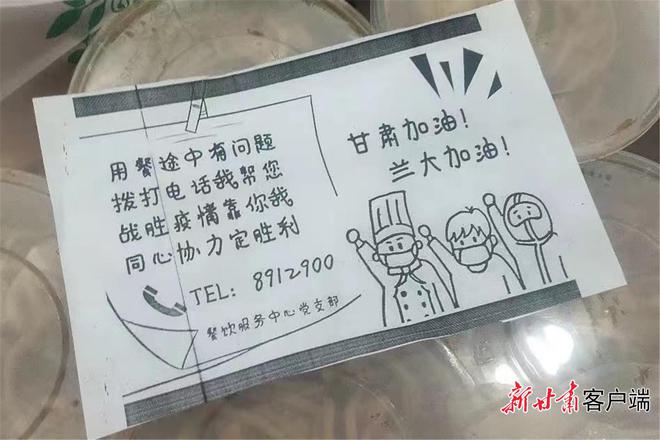 用餐途中有问题
拨打电话我帮您
战胜疫情靠你我
同心协力定胜利
TEL: 8912900
餐饮服务中心党支部
甘肃加油！
兰大加油！
新甘肃客户端